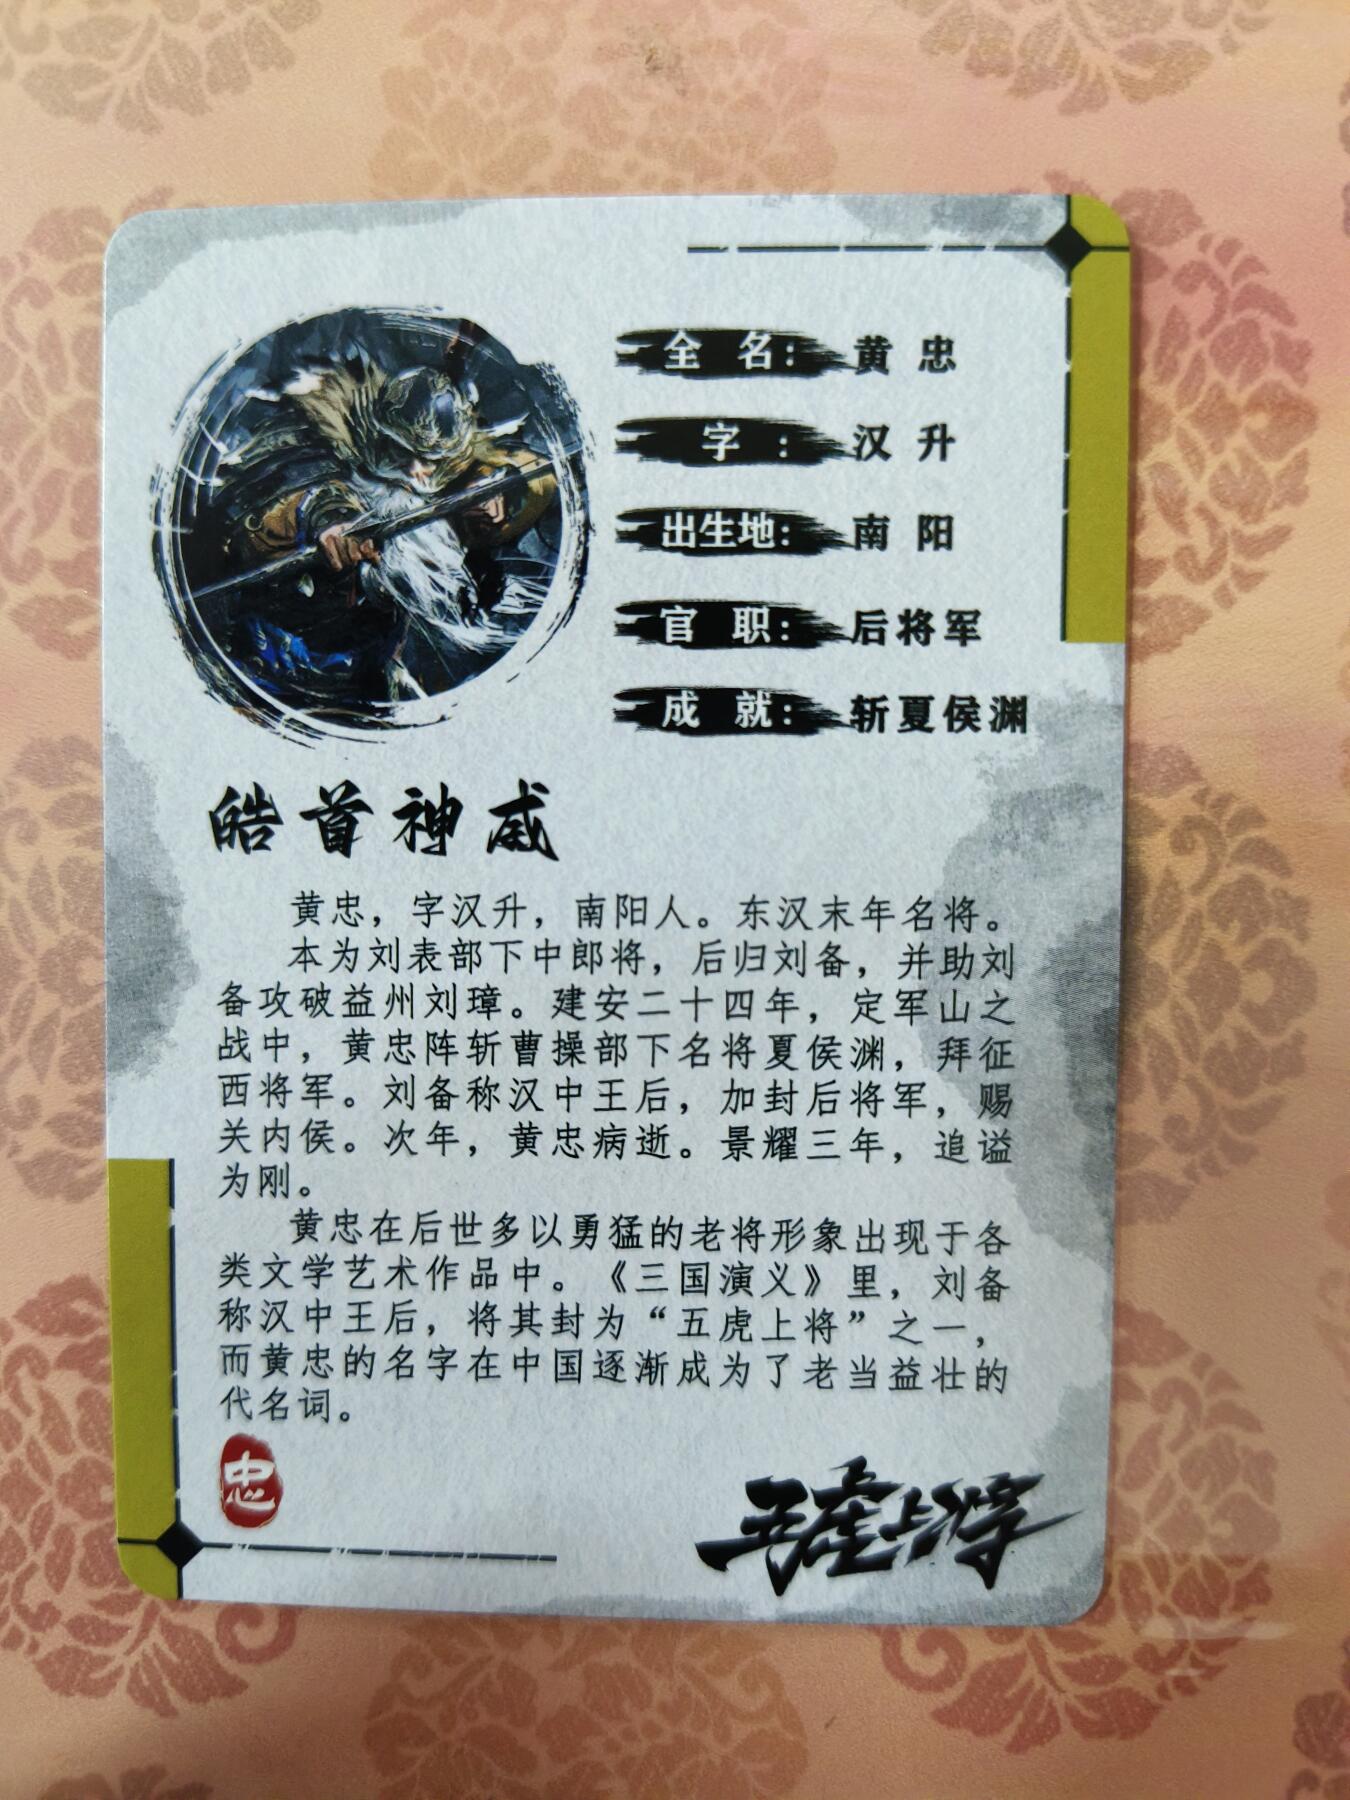 全名：黄忠
字：汉升
出生地：南阳
官职：后将军
成就：斩夏侯渊
皓首神威
黄忠，字汉升，南阳人。东汉末年名将。
本为刘表部下中郎将，后归刘备，并助刘
备攻破益州刘璋。建安二十四年，定军山之
战中，黄忠阵斩曹操部下名将夏侯渊，拜征
西将军。刘备称汉中王后，加封后将军，赐
关内侯。次年，黄忠病逝。景耀三年，追谥
为刚。
黄忠在后世多以勇猛的老将形象出现于各
类文学艺术作品中。《三国演义》里，刘备
称汉中王后，将其封为“五虎上将”之一，
而黄忠的名字在中国逐渐成为了老当益壮的
代名词。
忠
五虎上将